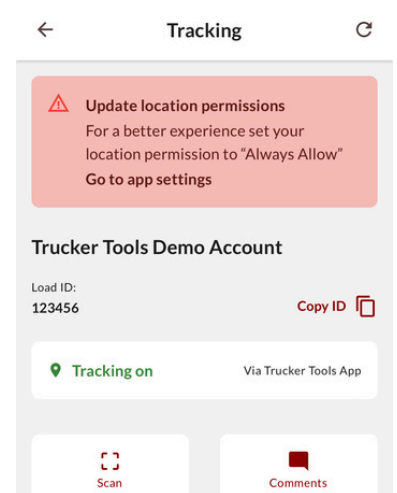 Tracking
Update location permissions
For a better experience set your
location permission to “Always Allow”
Go to app settings
Trucker Tools Demo Account
Load ID:
123456
Copy ID
Tracking on
Via Trucker Tools App
Scan
Comments